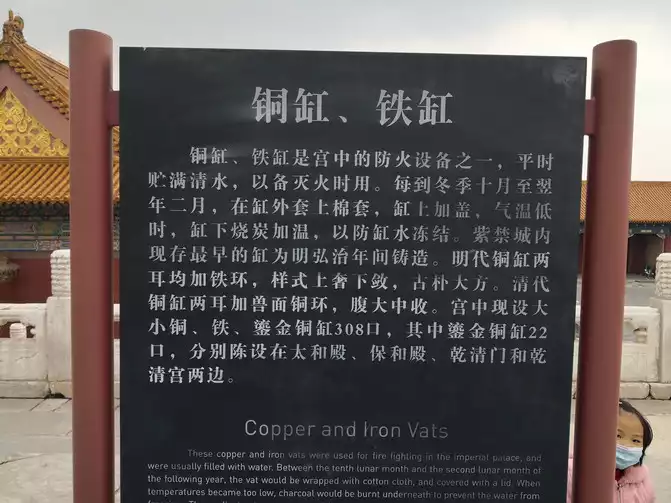 铜缸、铁缸
铜缸、铁缸是宫中的防火设备之一，平时
贮满清水，以备灭火时用。每到冬季十月至翌
年二月，在缸外套上棉套，缸上加盖，气温低
时，缸下烧炭加温，以防缸水冻结。紫禁城内
现存最早的缸为明弘治年间铸造。明代铜缸两
耳均加铁环，样式上奢下敛，古朴大方。清代
铜缸两耳加兽面铜环，腹大中收。宫中现设大
小铜、铁、鎏金铜缸308口，其中鎏金铜缸22
口，分别陈设在太和殿、保和殿、乾清门和乾
清宫两边。
Copper and Iron Vats
These copper and iron vats were used for fire fighting in the imperial palace, and
were usually filled with water. Between the tenth lunar month and the second lunar month of
the following year, the vat would be wrapped with cotton cloth, and covered with a lid. When
temperatures became too low, charcoal would be burnt underneath to prevent the water from